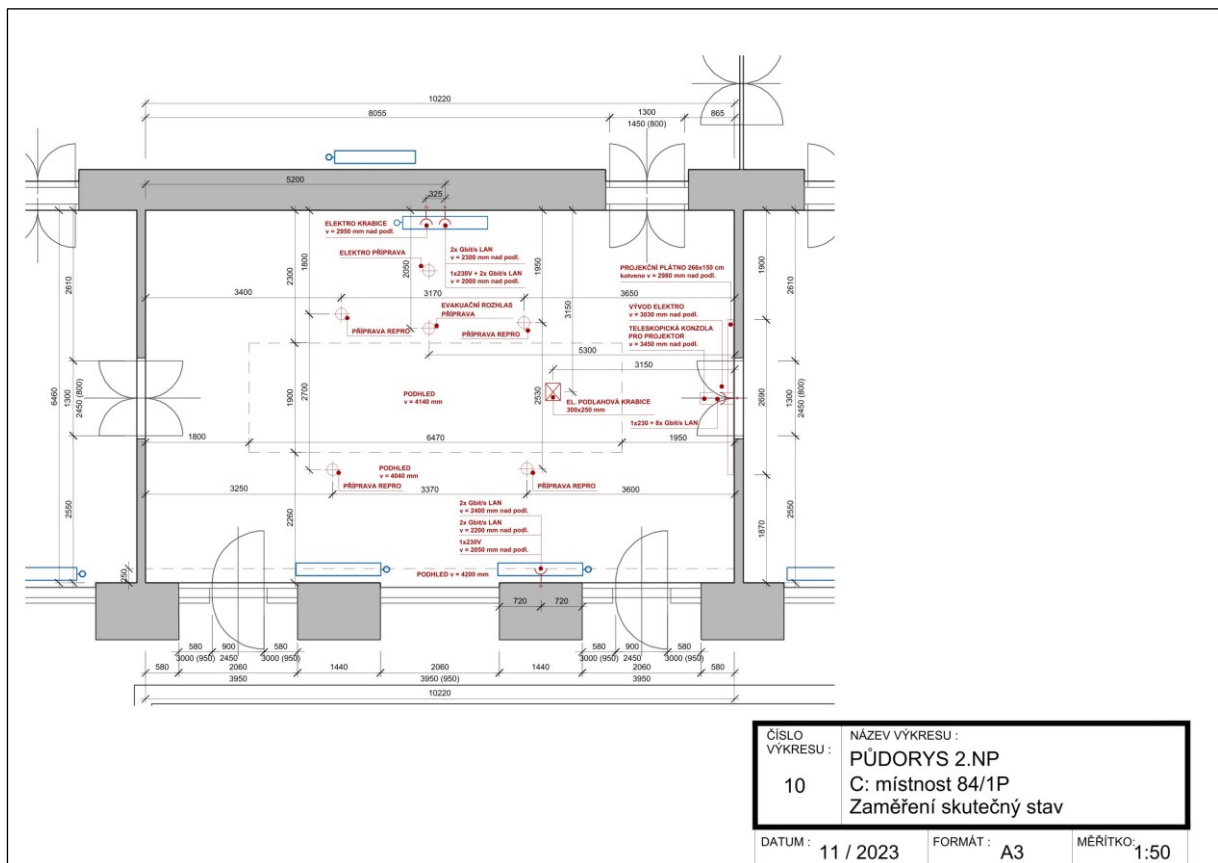 10220
8055
1300
865
1450 (800)
5200
325
ELEKTRO KRABICE
v = 2950 mm nad podl.
2x Gbit/s LAN
v = 2300 mm nad podl.
ELEKTRO PŘÍPRAVA
1x230V + 2x Gbit/s LAN
v = 2000 mm nad podl.
PROJEKČNÍ PLÁTNO 266x150 cm
kotveno v = 2980 mm nad podl.
2610
2300
1800
2050
1950
3150
1900
2610
3400
3170
3650
EVAKUAČNÍ ROZHLAS
PŘÍPRAVA
VÝVOD ELEKTRO
v = 3030 mm nad podl.
PŘÍPRAVA REPRO
PŘÍPRAVA REPRO
TELESKOPICKÁ KONZOLA
PRO PROJEKTOR
v = 3450 mm nad podl.
5300
3150
6460
1300
2450 (800)
1900
2700
PODHLED
v = 4140 mm
2530
EL. PODLAHOVÁ KRABICE
300x250 mm
2690
1300
2450 (800)
1x230 + 8x Gbit/s LAN
1800
6470
1950
PODHLED
v = 4040 mm
PŘÍPRAVA REPRO
PŘÍPRAVA REPRO
3250
3370
3600
2550
2260
1870
2550
2x Gbit/s LAN
v = 2400 mm nad podl.
2x Gbit/s LAN
v = 2200 mm nad podl.
1x230V
v = 2050 mm nad podl.
250
PODHLED v = 4200 mm
720
720
580
900
580
580
900
580
3000 (950)
2450
3000 (950)
3000 (950)
2450
3000 (950)
580
2060
1440
2060
1440
2060
580
3950
3950 (950)
3950
10220
ČÍSLO
VÝKRESU :
10
NÁZEV VÝKRESU :
PŮDORYS 2.NP
C: místnost 84/1P
Zaměření skutečný stav
DATUM : 11 / 2023
FORMÁT : A3
MĚŘÍTKO: 1:50